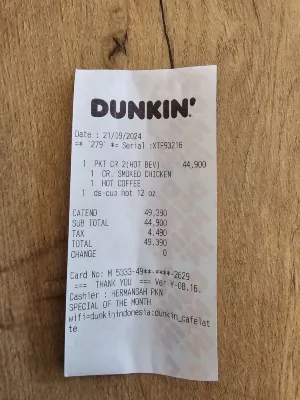 DUNKIN'
Date : 21/09/2024
** '279' *= Serial :XTF93216
1 PKT CR 2(HOT BEV) 44,900
1 CR. SMOKED CHICKEN
1 HOT COFFEE
1 ds-cup hot 12 oz
CATEND 49,390
SUB TOTAL 44,900
TAX 4,490
TOTAL 49,390
CHANGE 0
Card No: M 5333-49**-****-2629
=== THANK YOU === Ver Y-08.16.
Cashier : HERMANSAH PKN
SPECIAL OF THE MONTH
wifi=dunkinindonesia:dunkin_cafelat
te